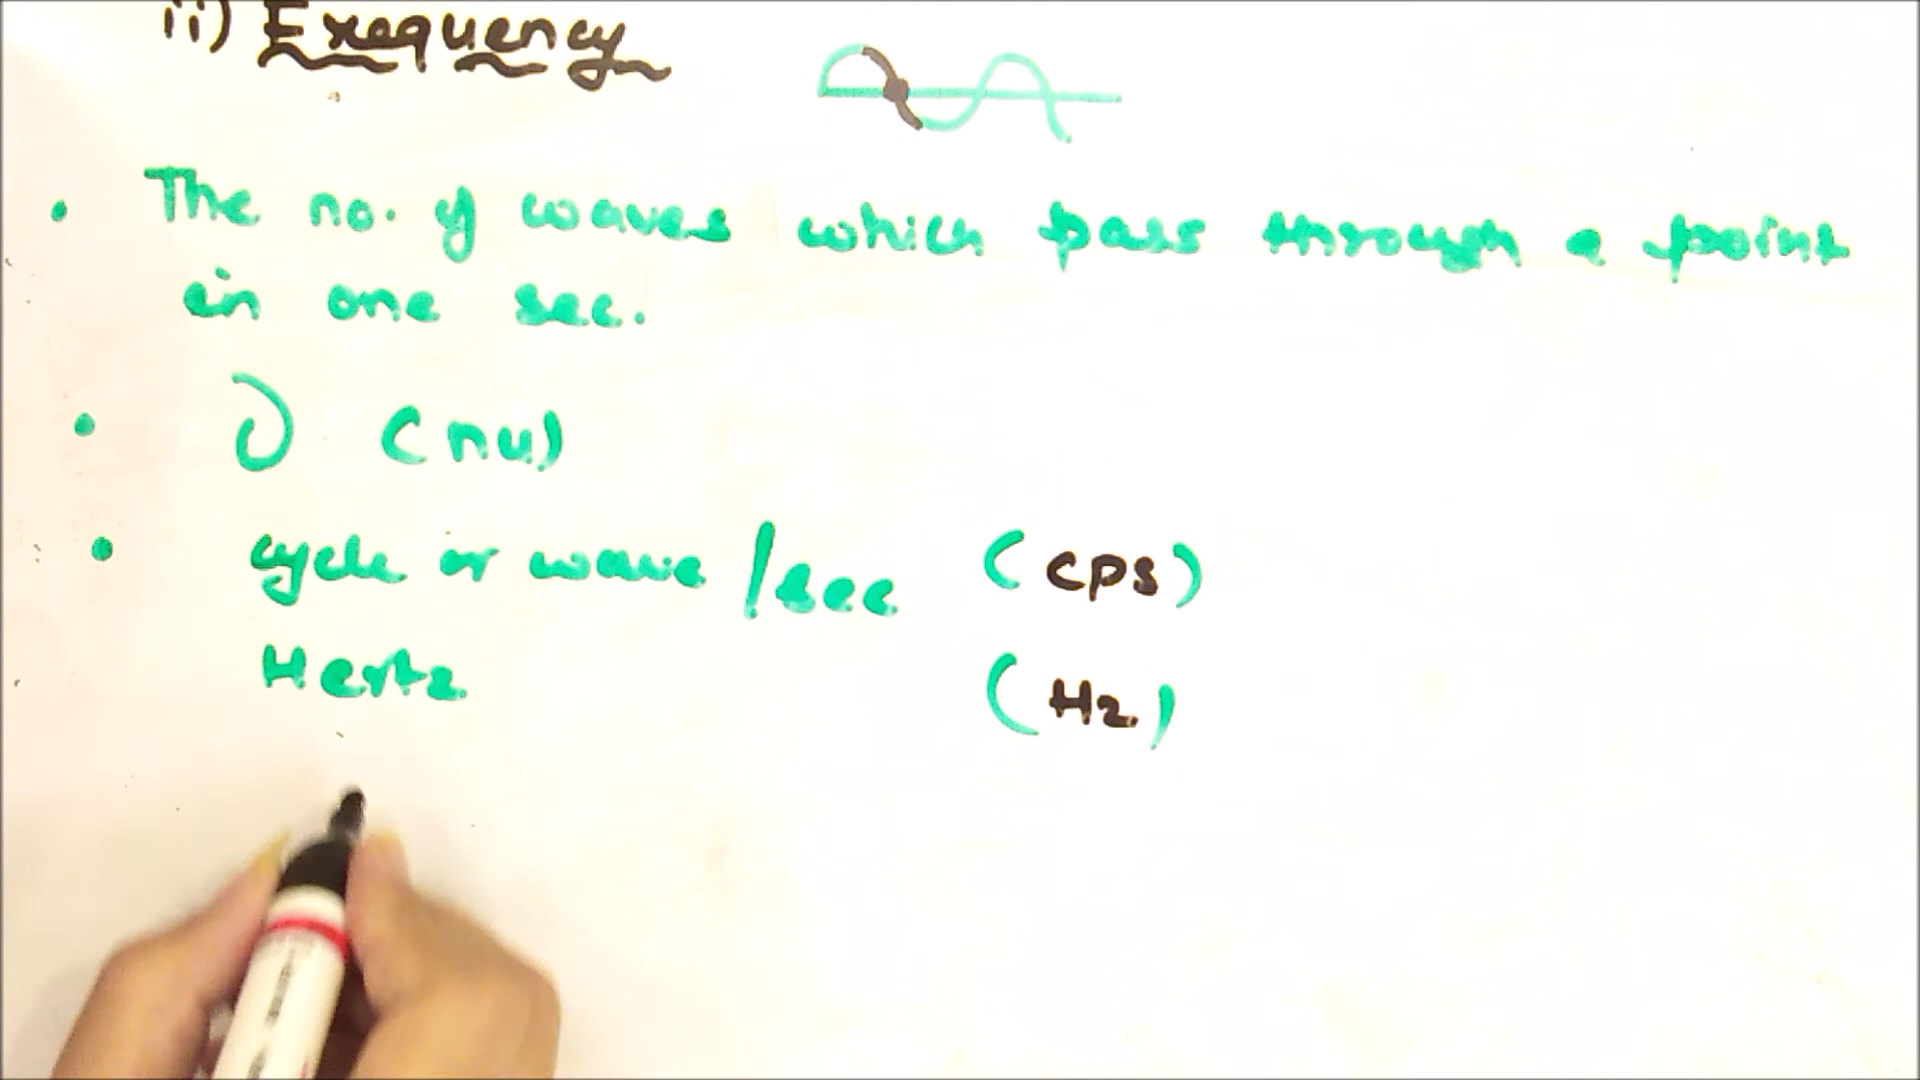 ii) Frequency
• The no. of waves which pass through a point
in one sec.
• ν (nu)
• cycle or wave /sec (cps)
Hertz (Hz)